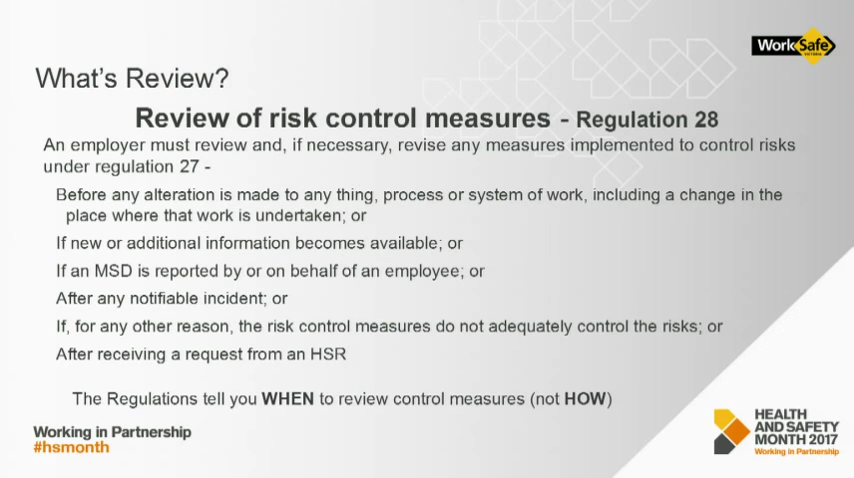 WorkSafe
VICTORIA
What's Review?
Review of risk control measures - Regulation 28
An employer must review and, if necessary, revise any measures implemented to control risks
under regulation 27 -
Before any alteration is made to any thing, process or system of work, including a change in the
place where that work is undertaken; or
If new or additional information becomes available; or
If an MSD is reported by or on behalf of an employee; or
After any notifiable incident; or
If, for any other reason, the risk control measures do not adequately control the risks; or
After receiving a request from an HSR
The Regulations tell you WHEN to review control measures (not HOW)
Working in Partnership
#hsmonth
HEALTH
AND SAFETY
MONTH 2017
Working in Partnership